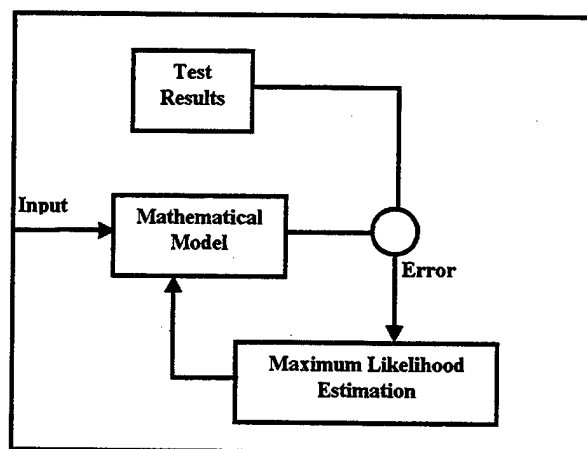 Test
Results
Input
Mathematical
Model
Error
Maximum Likelihood
Estimation